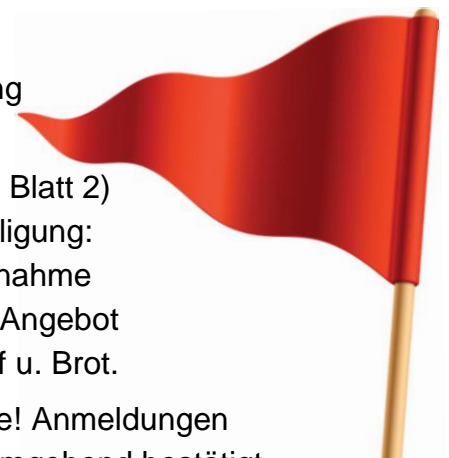 ng
Blatt 2)
ligung:
nahme
Angebot
f u. Brot.
e! Anmeldungen
mgehend bestätigt